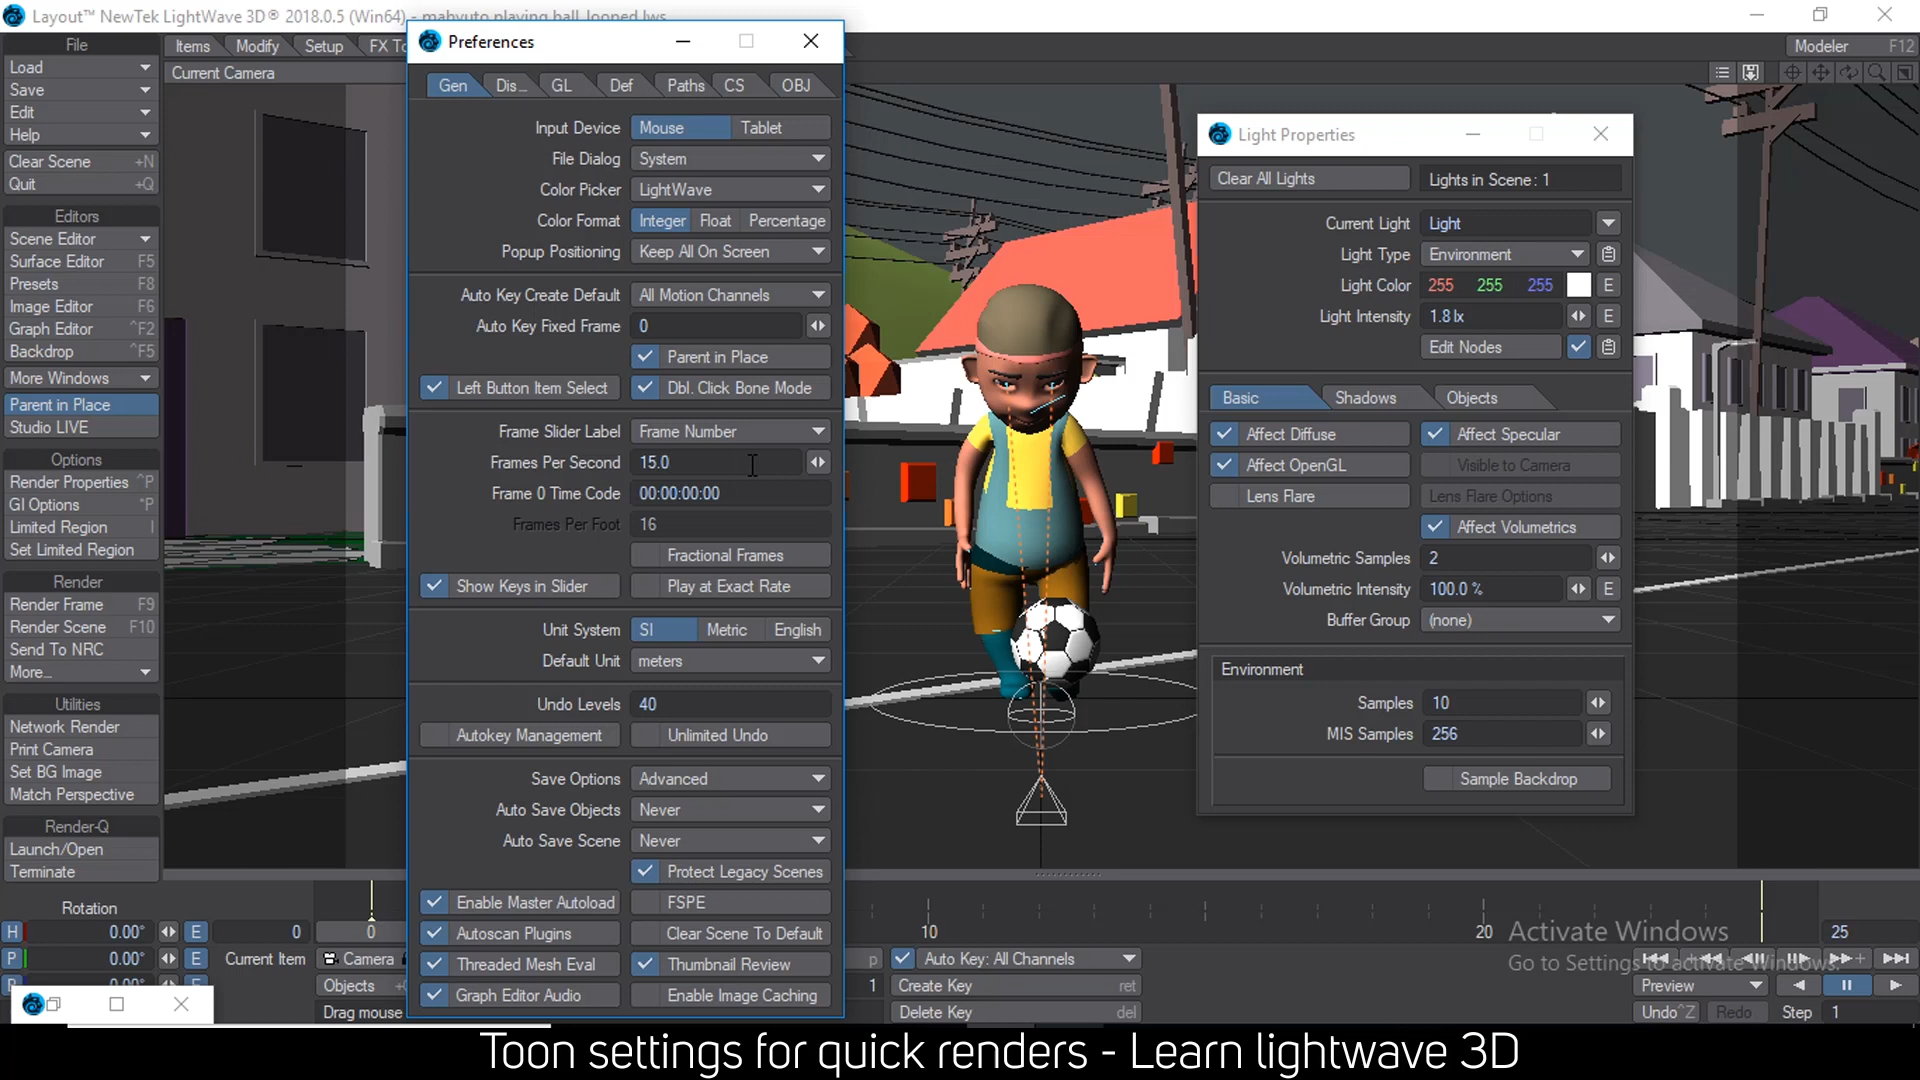 Layout™ NewTek LightWave 3D® 2018.0.5 (Win64) - mahyuto playing ball looped.lws
Preferences
File
Items Modify Setup FX To
Modeler F12
Load
Current Camera
Gen Dis... GL Def Paths CS OBJ
Save
Edit
Help
Input Device Mouse Tablet
Light Properties
File Dialog System
Clear Scene +N
Clear All Lights Lights in Scene: 1
Quit +Q
Color Picker LightWave
Editors
Color Format Integer Float Percentage
Current Light Light
Scene Editor
Popup Positioning Keep All On Screen
Light Type Environment
Surface Editor F5
Presets F8
Light Color 255 255 255 E
Auto Key Create Default All Motion Channels
Image Editor F6
Light Intensity 1.8 lx E
Graph Editor ^F2
Auto Key Fixed Frame 0
Backdrop ^F5
Parent in Place
Edit Nodes
More Windows
Left Button Item Select Dbl. Click Bone Mode
Parent in Place
Basic Shadows Objects
Studio LIVE
Frame Slider Label Frame Number
Affect Diffuse Affect Specular
Options
Frames Per Second 15.0
Affect OpenGL Visible to Camera
Render Properties ^P
Frame 0 Time Code 00:00:00:00
Lens Flare Lens Flare Options
GI Options *P
Frames Per Foot 16
Affect Volumetrics
Limited Region l
Fractional Frames
Volumetric Samples 2
Set Limited Region
Show Keys in Slider Play at Exact Rate
Volumetric Intensity 100.0 % E
Render
Render Frame F9
Buffer Group (none)
Render Scene F10
Unit System SI Metric English
Send To NRC
Default Unit meters
Environment
More...
Utilities
Undo Levels 40
Samples 10
Network Render
Autokey Management Unlimited Undo
MIS Samples 256
Print Camera
Set BG Image
Save Options Advanced
Sample Backdrop
Match Perspective
Auto Save Objects Never
Render-Q
Auto Save Scene Never
Launch/Open
Terminate
Protect Legacy Scenes
Enable Master Autoload FSPE
Rotation
Autoscan Plugins Clear Scene To Default
H 0.00° E 0 0
10 20 25
Activate Windows
Threaded Mesh Eval Thumbnail Review
P 0.00° E Current Item Camera
p Auto Key: All Channels
Go to Settings to activate Windows.
Graph Editor Audio Enable Image Caching
Objects +O
1 Create Key ret
Preview
Drag mouse
Delete Key del
Undo ^Z Redo Step 1
Toon settings for quick renders - Learn lightwave 3D